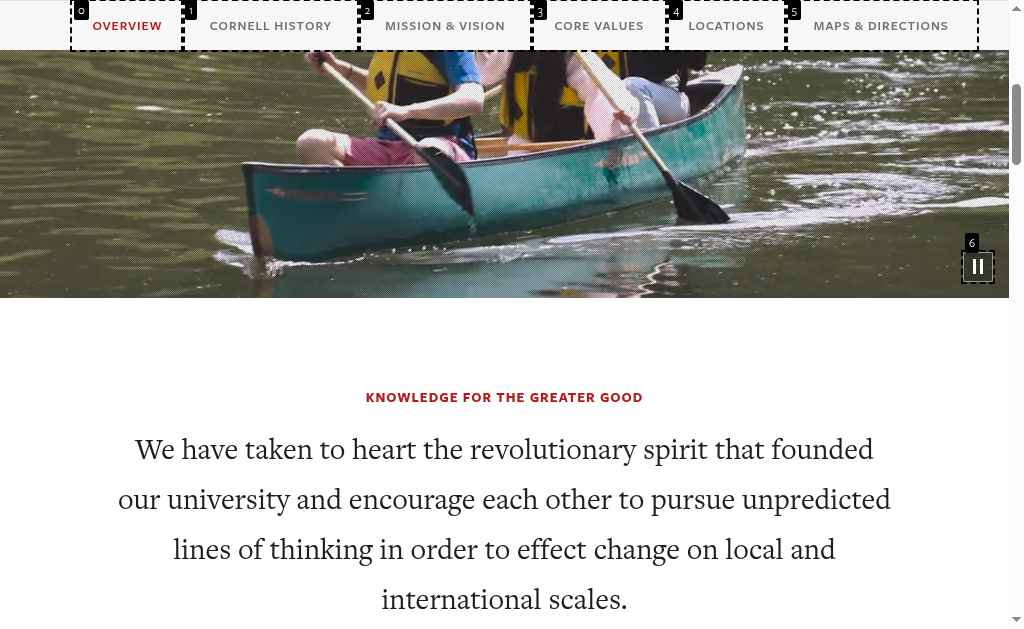 0 OVERVIEW 1 CORNELL HISTORY 2 MISSION & VISION 3 CORE VALUES 4 LOCATIONS 5 MAPS & DIRECTIONS
6
KNOWLEDGE FOR THE GREATER GOOD
We have taken to heart the revolutionary spirit that founded
our university and encourage each other to pursue unpredicted
lines of thinking in order to effect change on local and
international scales.